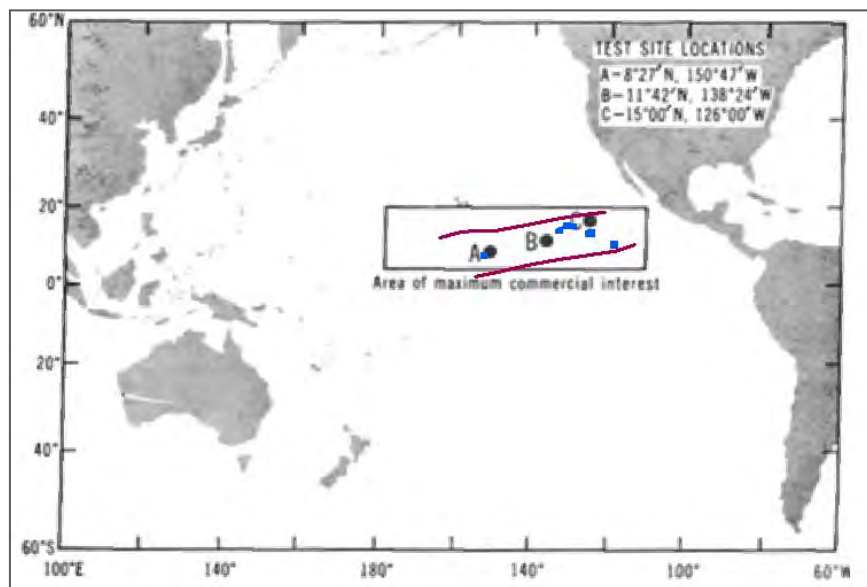 60°N
TEST SITE LOCATIONS
A-8°27'N, 150°47'W
B-11°42'N, 138°24'W
C-15°00'N, 126°00'W
40°
20°
C
B
A
0°
Area of maximum commercial interest
20°
40°
60°S
100°E 140° 180° 140° 100° 60°W